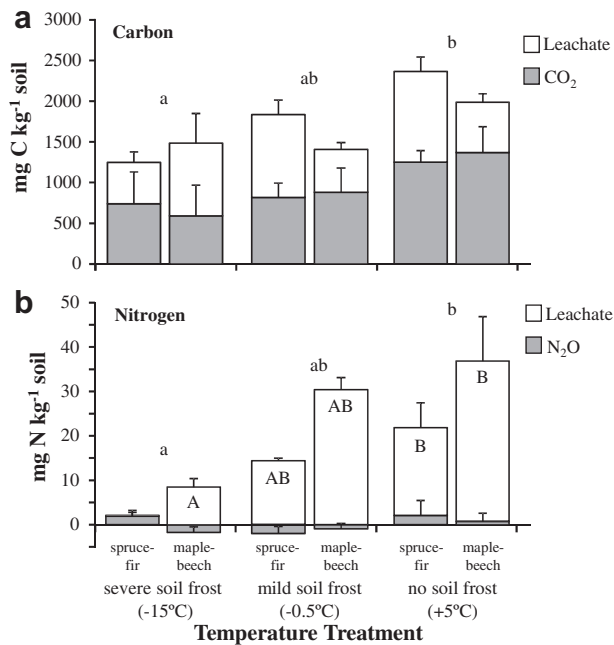 a
Carbon
Leachate
CO₂
mg C kg⁻¹ soil
3000
2500
2000
1500
1000
500
0
a
ab
b
b
Nitrogen
Leachate
N₂O
mg N kg⁻¹ soil
50
40
30
20
10
0
a
ab
b
A
AB
AB
B
B
spruce-
fir
maple-
beech
spruce-
fir
maple-
beech
spruce-
fir
maple-
beech
severe soil frost
(-15ºC)
mild soil frost
(-0.5ºC)
no soil frost
(+5ºC)
Temperature Treatment